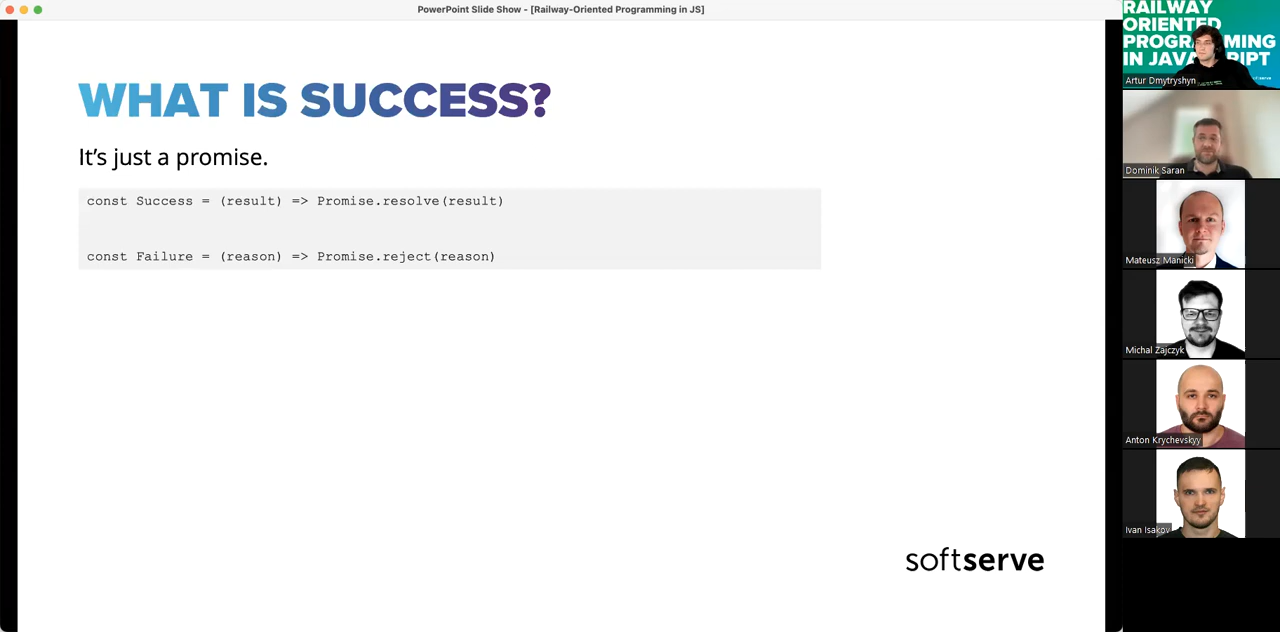 PowerPoint Slide Show - [Railway-Oriented Programming in JS]
WHAT IS SUCCESS?
It's just a promise.
const Success = (result) => Promise.resolve(result)
const Failure = (reason) => Promise.reject(reason)
softserve
RAILWAY
ORIENTED
PROGRAMMING
IN JAVASCRIPT
Artur Dmytryshyn
Dominik Saran
Mateusz Manicki
Michal Zajczyk
Anton Krychevskyy
Ivan Isakov